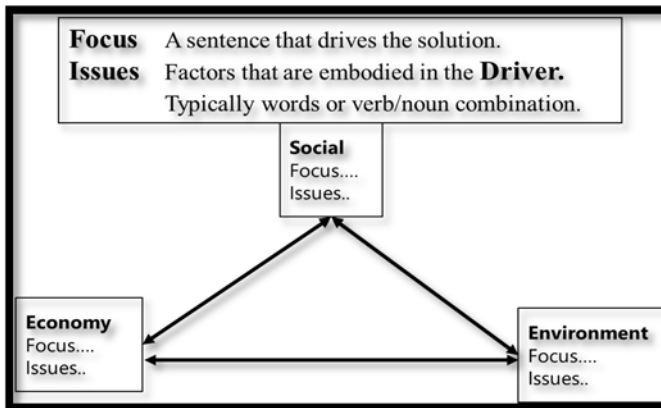 Focus A sentence that drives the solution.
Issues Factors that are embodied in the Driver.
Typically words or verb/noun combination.
Social
Focus....
Issues..
Economy
Focus....
Issues..
Environment
Focus....
Issues..